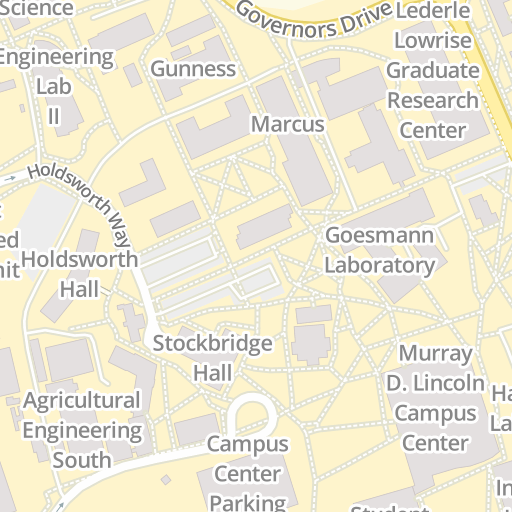 Science
Governors Drive
Lederle
Lowrise
Graduate
Research
Center
Engineering
Lab
II
Gunness
Marcus
Holdsworth Way
Holdsworth
Hall
Goesmann
Laboratory
Stockbridge
Hall
Murray
D. Lincoln
Campus
Center
Agricultural
Engineering
South
Campus
Center
Parking
Student